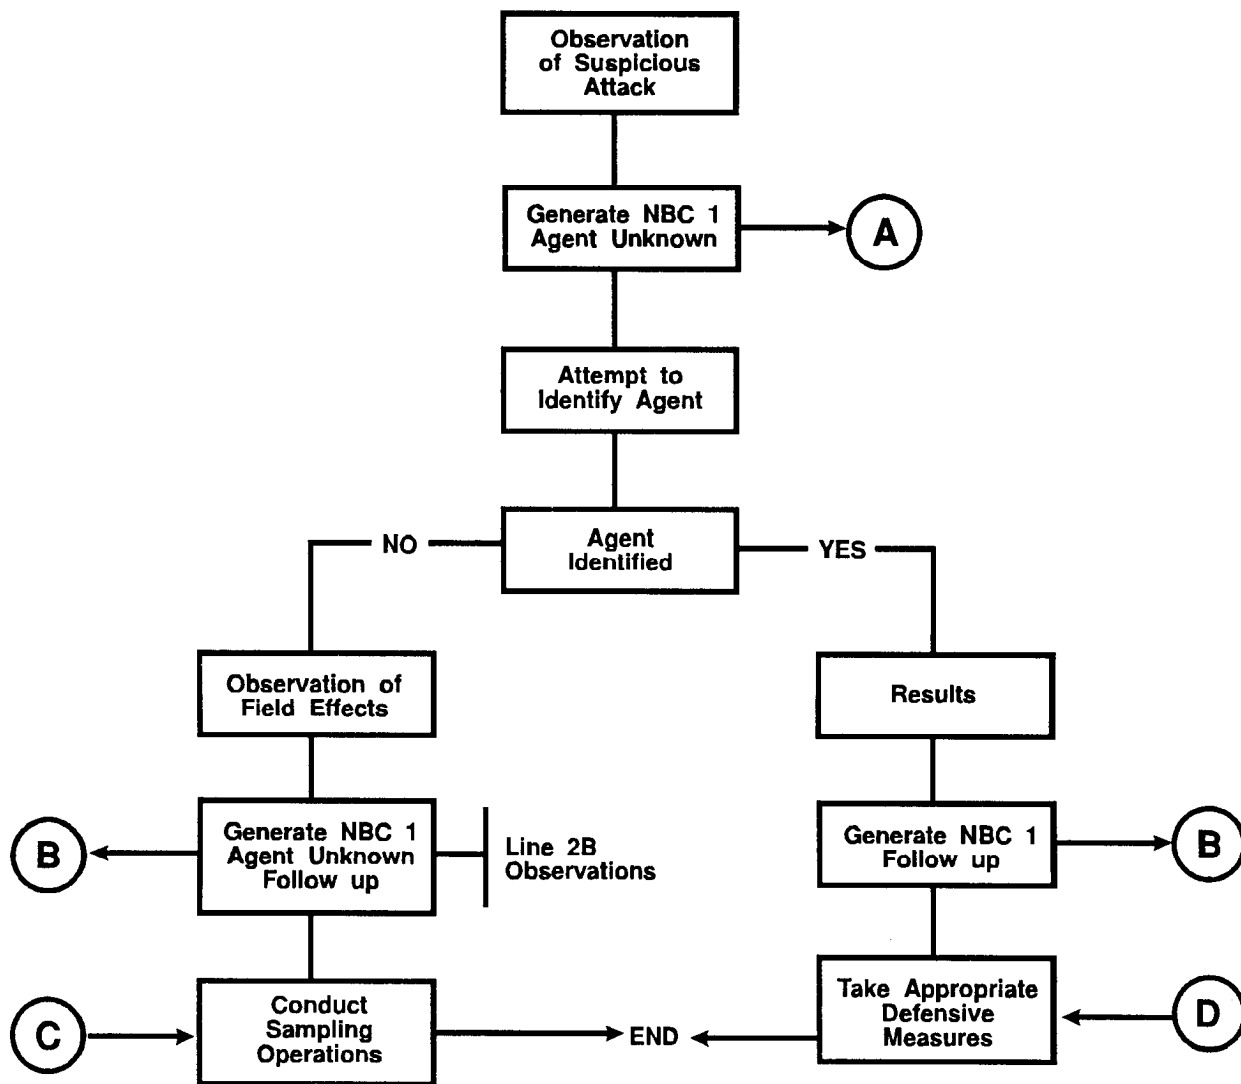 Observation
of Suspicious
Attack
Generate NBC 1
Agent Unknown
A
Attempt to
Identify Agent
NO
Agent
Identified
YES
Observation of
Field Effects
Results
B
Generate NBC 1
Agent Unknown
Follow up
Line 2B
Observations
Generate NBC 1
Follow up
B
C
Conduct
Sampling
Operations
END
Take Appropriate
Defensive
Measures
D